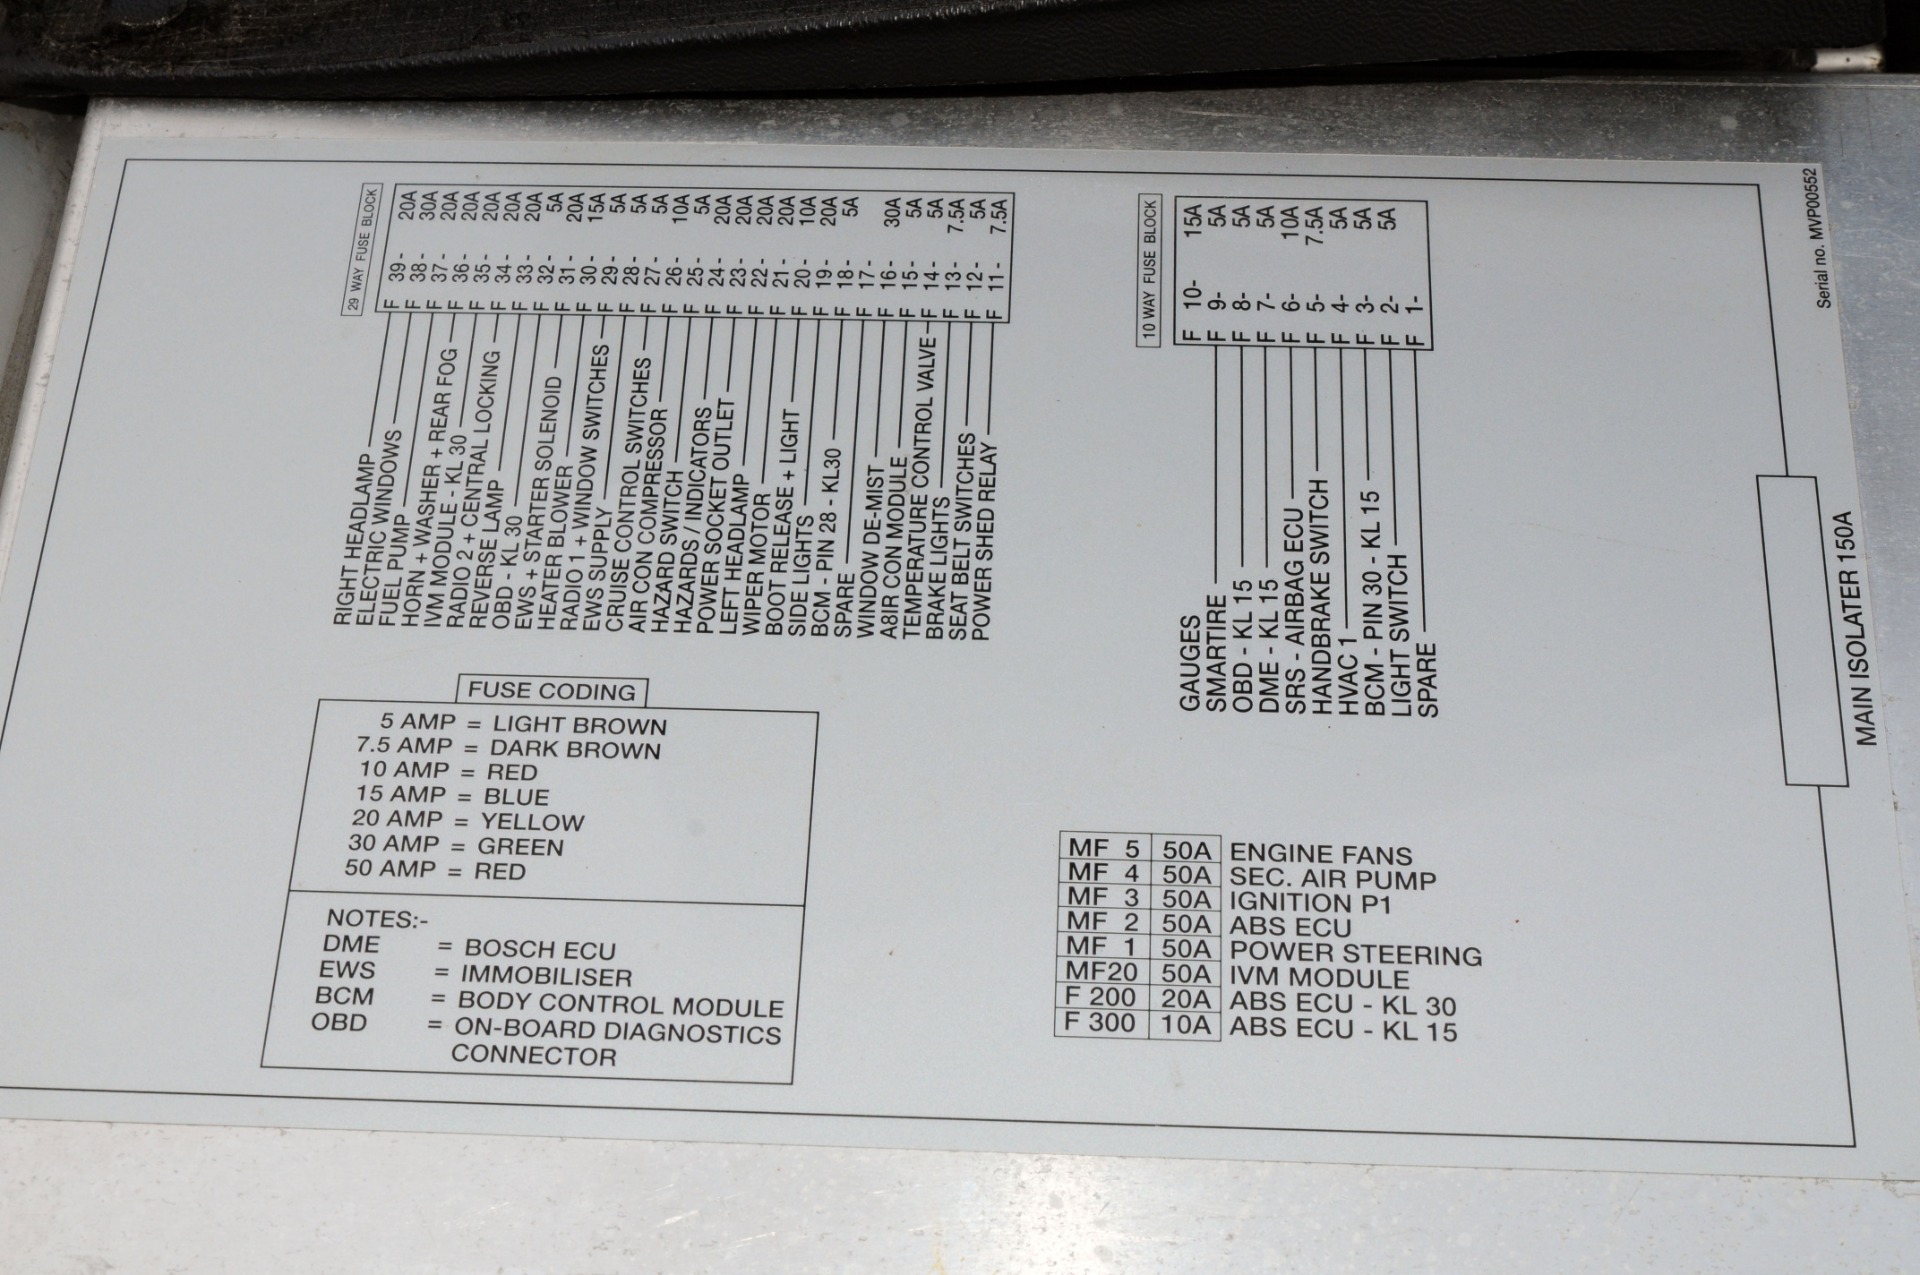 29 WAY FUSE BLOCK
RIGHT HEADLAMP F 39- 20A
ELECTRIC WINDOWS F 38- 30A
FUEL PUMP F 37- 20A
HORN + WASHER + REAR FOG F 36- 20A
IVM MODULE - KL 30 F 35- 20A
RADIO 2 + CENTRAL LOCKING F 34- 20A
REVERSE LAMP F 33- 20A
OBD - KL 30 F 32- 5A
EWS + STARTER SOLENOID F 31- 20A
HEATER BLOWER F 30- 15A
RADIO 1 + WINDOW SWITCHES F 29- 5A
EWS SUPPLY F 28- 5A
CRUISE CONTROL SWITCHES F 27- 5A
AIR CON COMPRESSOR F 26- 10A
HAZARD SWITCH F 25- 5A
HAZARDS / INDICATORS F 24- 20A
POWER SOCKET OUTLET F 23- 20A
LEFT HEADLAMP F 22- 20A
WIPER MOTOR F 21- 20A
BOOT RELEASE + LIGHT F 20- 10A
SIDE LIGHTS F 19- 20A
BCM - PIN 28 - KL30 F 18- 5A
SPARE F 17-
WINDOW DE-MIST F 16- 30A
A8IR CON MODULE F 15- 5A
TEMPERATURE CONTROL VALVE F 14- 5A
BRAKE LIGHTS F 13- 7.5A
SEAT BELT SWITCHES F 12- 5A
POWER SHED RELAY F 11- 7.5A
10 WAY FUSE BLOCK
GAUGES F 10- 15A
SMARTIRE F 9- 5A
OBD - KL 15 F 8- 5A
DME - KL 15 F 7- 5A
SRS - AIRBAG ECU F 6- 10A
HANDBRAKE SWITCH F 5- 7.5A
HVAC 1 F 4- 5A
BCM - PIN 30 - KL 15 F 3- 5A
LIGHT SWITCH F 2- 5A
SPARE F 1-
Serial no. MVP00552
MAIN ISOLATER 150A
FUSE CODING
5 AMP = LIGHT BROWN
7.5 AMP = DARK BROWN
10 AMP = RED
15 AMP = BLUE
20 AMP = YELLOW
30 AMP = GREEN
50 AMP = RED
NOTES:-
DME = BOSCH ECU
EWS = IMMOBILISER
BCM = BODY CONTROL MODULE
OBD = ON-BOARD DIAGNOSTICS
CONNECTOR
MF 5 50A ENGINE FANS
MF 4 50A SEC. AIR PUMP
MF 3 50A IGNITION P1
MF 2 50A ABS ECU
MF 1 50A POWER STEERING
MF20 50A IVM MODULE
F 200 20A ABS ECU - KL 30
F 300 10A ABS ECU - KL 15